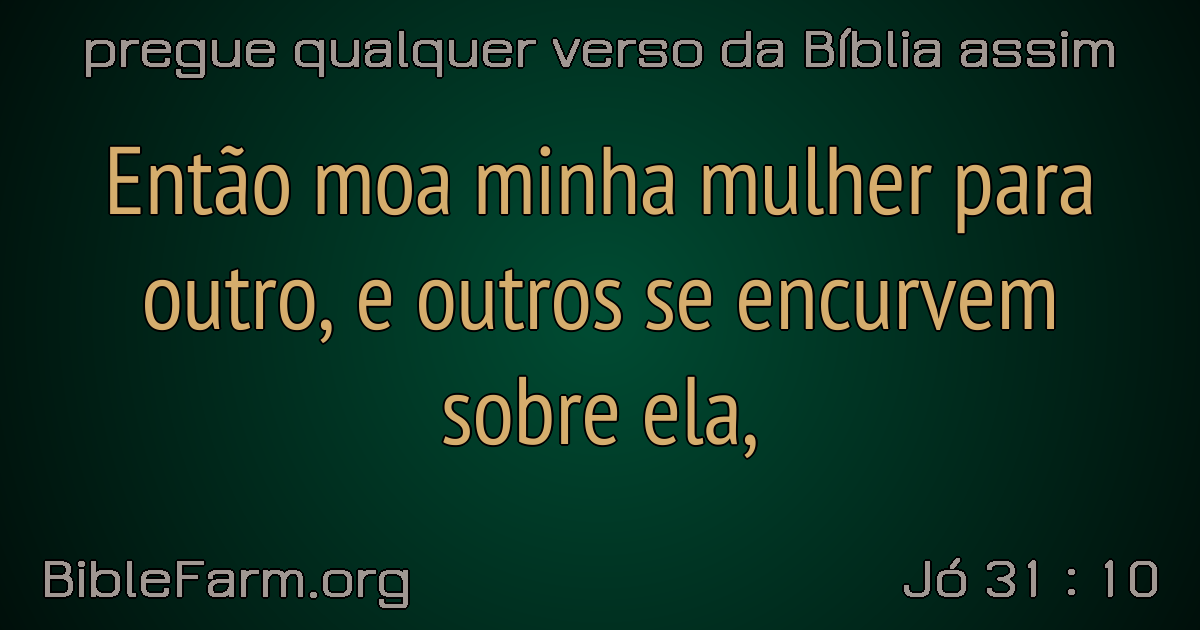 pregue qualquer verso da Bíblia assim
Então moa minha mulher para
outro, e outros se encurvem
sobre ela,
BibleFarm.org
Jó 31 : 10